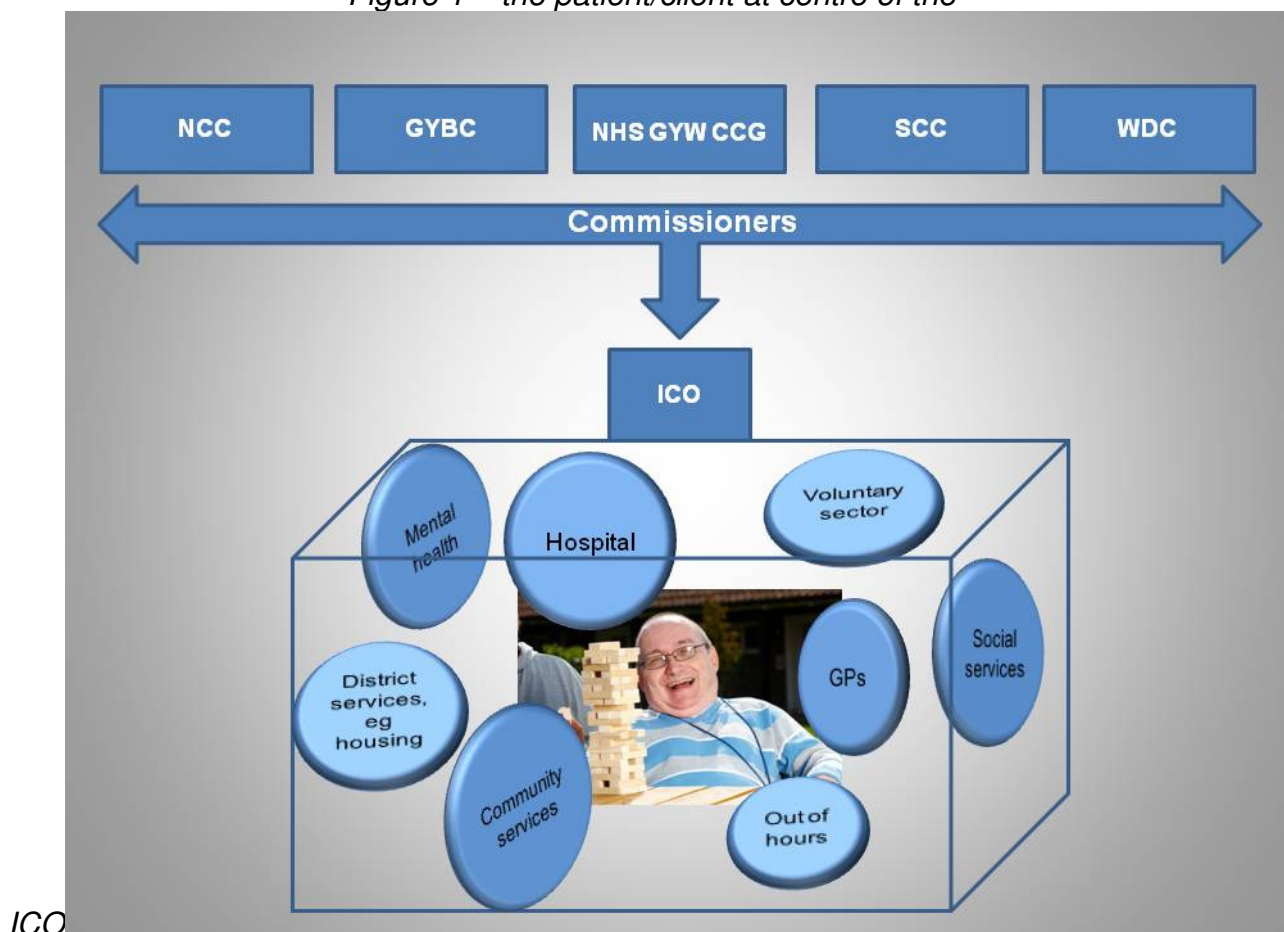 Figure 1 – the patient/client at centre of the
NCC
GYBC
NHS GYW CCG
SCC
WDC
Commissioners
ICO
Mental
health
Hospital
Voluntary
sector
Social
services
GPs
District
services,
eg
housing
Community
services
Out of
hours
ICO